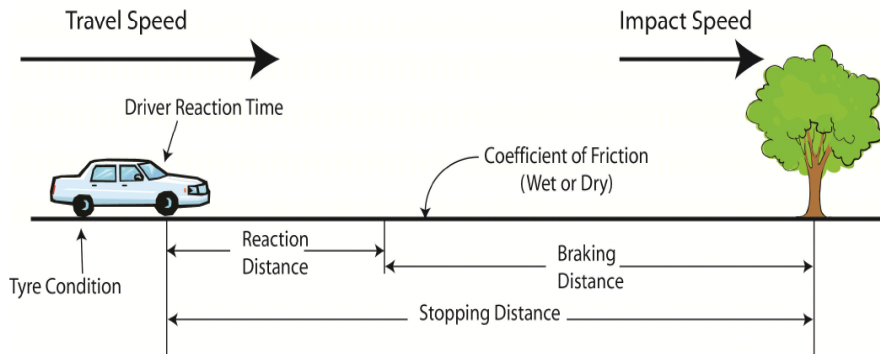 Travel Speed
Impact Speed
Driver Reaction Time
Coefficient of Friction
(Wet or Dry)
Reaction
Distance
Braking
Distance
Tyre Condition
Stopping Distance